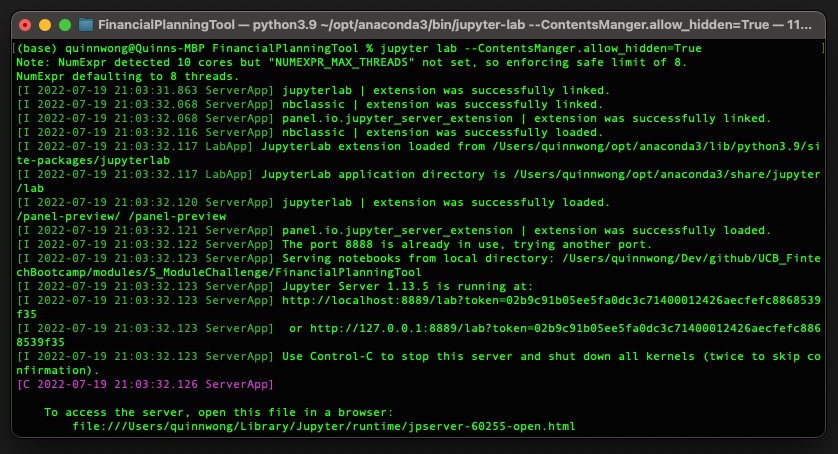 FinancialPlanningTool — python3.9 ~/opt/anaconda3/bin/jupyter-lab --ContentsManger.allow_hidden=True — 11...
[(base) quinnwong@Quinns-MBP FinancialPlanningTool % jupyter lab --ContentsManger.allow_hidden=True ]
Note: NumExpr detected 10 cores but "NUMEXPR_MAX_THREADS" not set, so enforcing safe limit of 8.
NumExpr defaulting to 8 threads.
[I 2022-07-19 21:03:31.863 ServerApp] jupyterlab | extension was successfully linked.
[I 2022-07-19 21:03:32.068 ServerApp] nbclassic | extension was successfully linked.
[I 2022-07-19 21:03:32.068 ServerApp] panel.io.jupyter_server_extension | extension was successfully linked.
[I 2022-07-19 21:03:32.116 ServerApp] nbclassic | extension was successfully loaded.
[I 2022-07-19 21:03:32.117 LabApp] JupyterLab extension loaded from /Users/quinnwong/opt/anaconda3/lib/python3.9/si
te-packages/jupyterlab
[I 2022-07-19 21:03:32.117 LabApp] JupyterLab application directory is /Users/quinnwong/opt/anaconda3/share/jupyter
/lab
[I 2022-07-19 21:03:32.120 ServerApp] jupyterlab | extension was successfully loaded.
/panel-preview/ /panel-preview
[I 2022-07-19 21:03:32.121 ServerApp] panel.io.jupyter_server_extension | extension was successfully loaded.
[I 2022-07-19 21:03:32.122 ServerApp] The port 8888 is already in use, trying another port.
[I 2022-07-19 21:03:32.123 ServerApp] Serving notebooks from local directory: /Users/quinnwong/Dev/github/UCB_Finte
chBootcamp/modules/5_ModuleChallenge/FinancialPlanningTool
[I 2022-07-19 21:03:32.123 ServerApp] Jupyter Server 1.13.5 is running at:
[I 2022-07-19 21:03:32.123 ServerApp] http://localhost:8889/lab?token=02b9c91b05ee5fa0dc3c71400012426aecfefc8868539
f35
[I 2022-07-19 21:03:32.123 ServerApp]  or http://127.0.0.1:8889/lab?token=02b9c91b05ee5fa0dc3c71400012426aecfefc886
8539f35
[I 2022-07-19 21:03:32.123 ServerApp] Use Control-C to stop this server and shut down all kernels (twice to skip co
nfirmation).
[C 2022-07-19 21:03:32.126 ServerApp]
To access the server, open this file in a browser:
file:///Users/quinnwong/Library/Jupyter/runtime/jpserver-60255-open.html